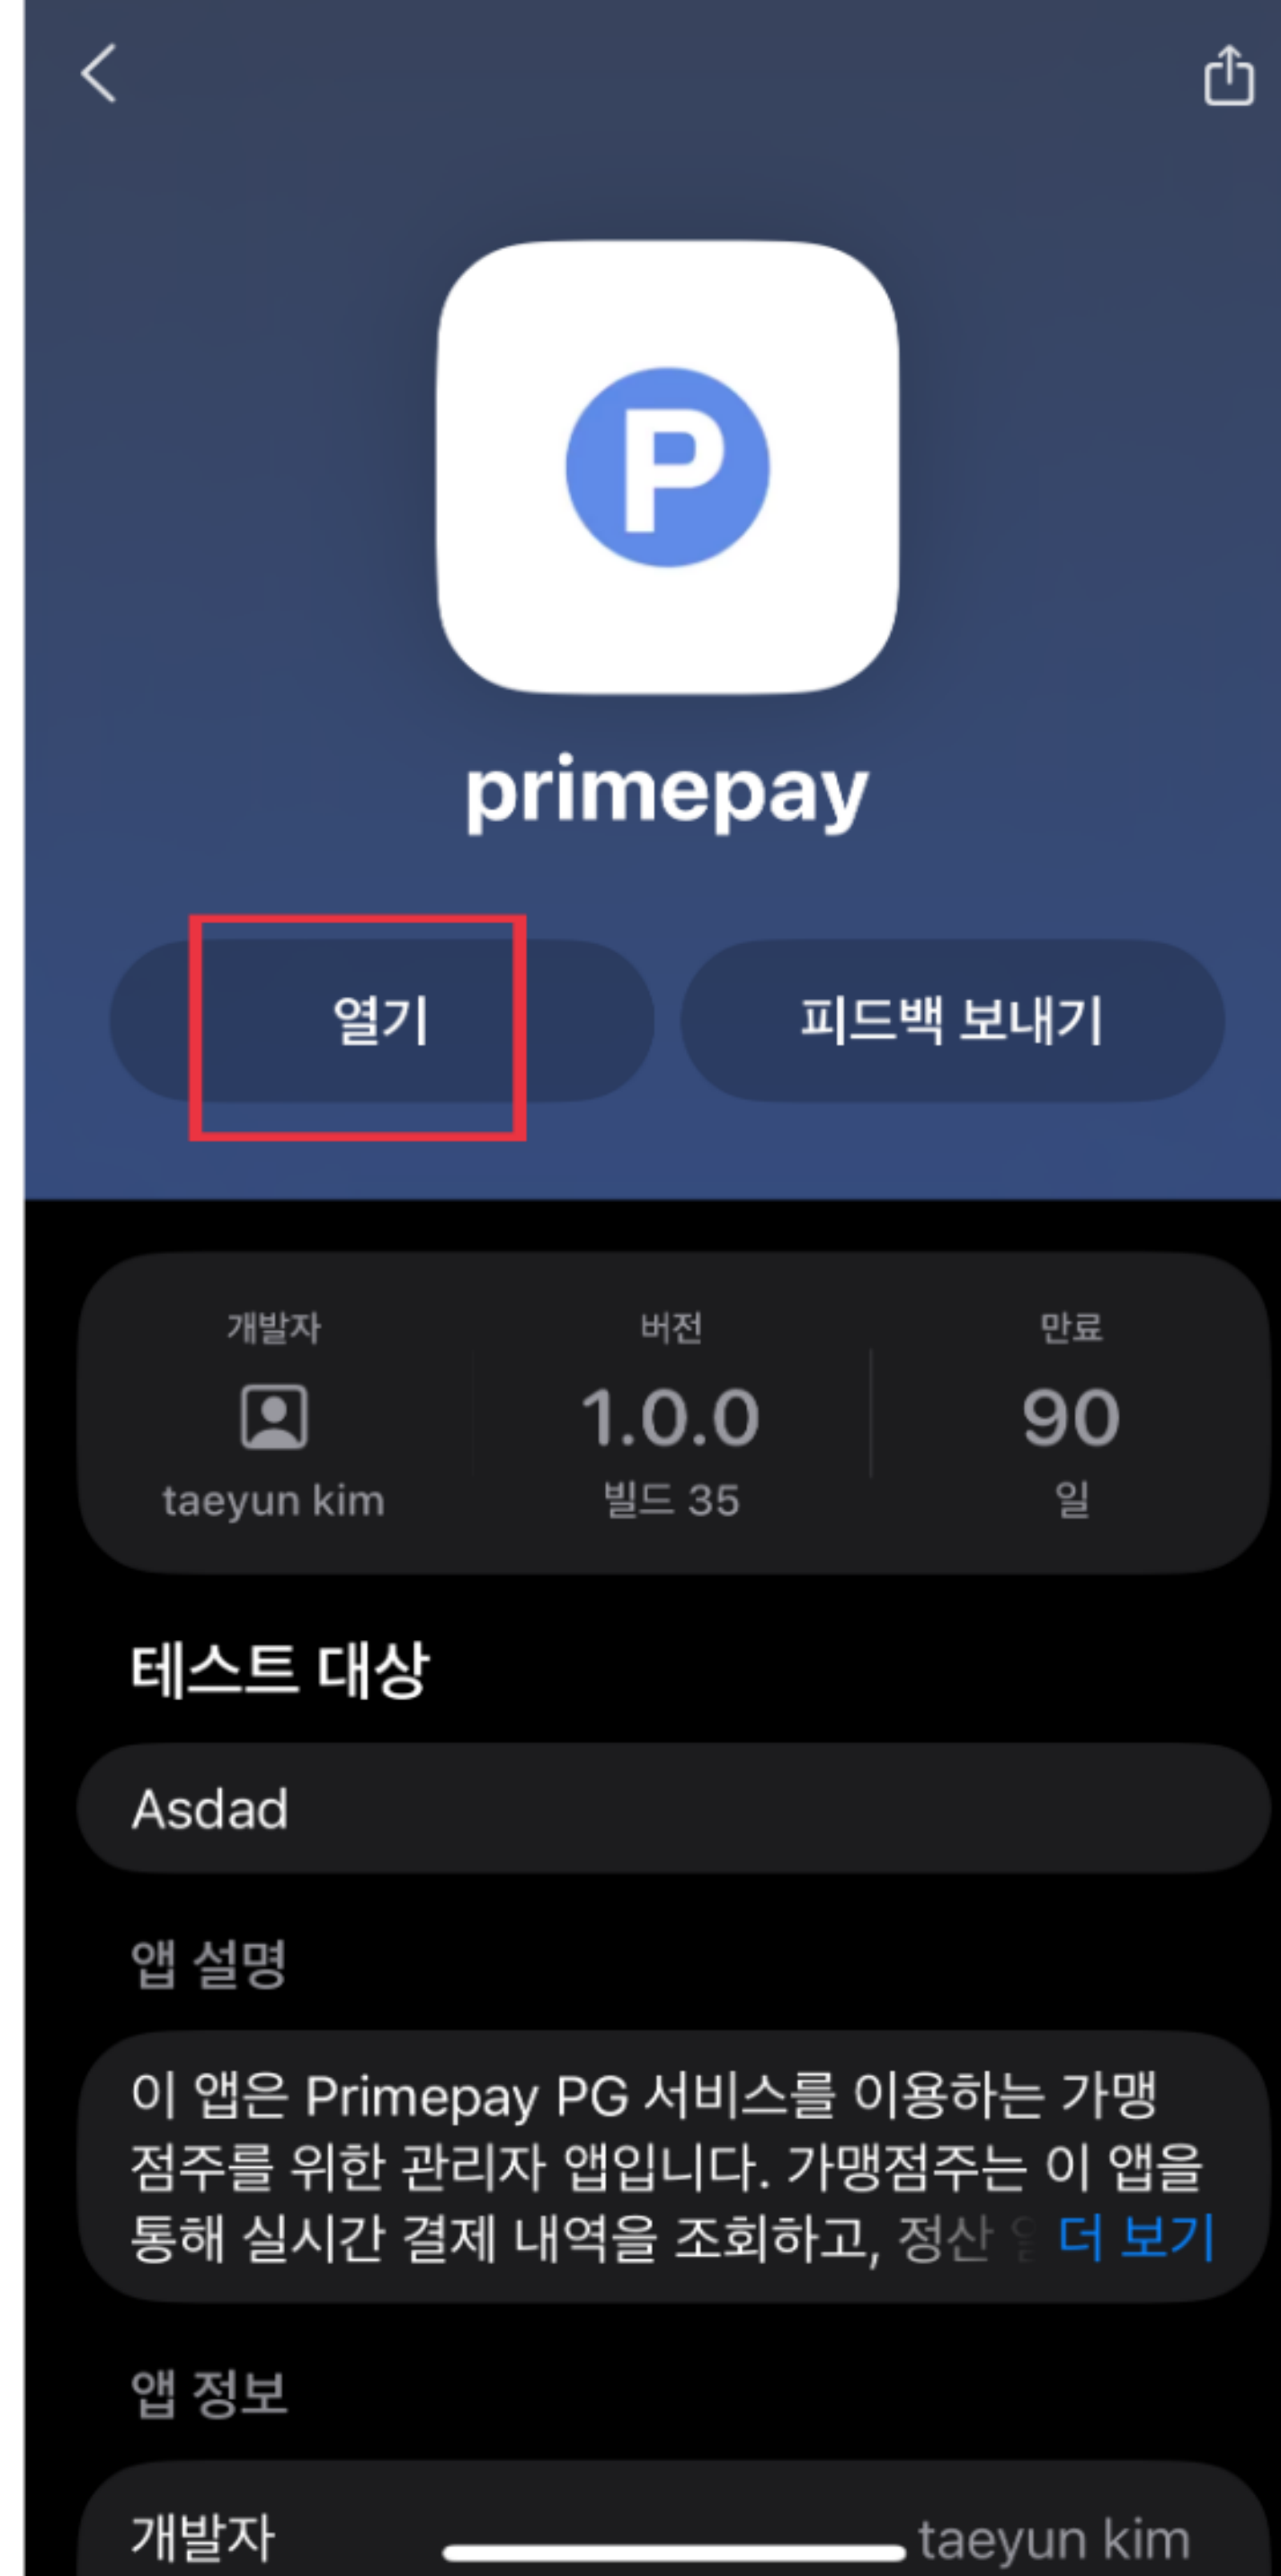 P
primepay
열기
피드백 보내기
개발자
버전
만료
1.0.0
90
taeyun kim
빌드 35
일
테스트 대상
Asdad
앱 설명
이 앱은 Primepay PG 서비스를 이용하는 가맹
점주를 위한 관리자 앱입니다. 가맹점주는 이 앱을
통해 실시간 결제 내역을 조회하고, 정산 더 보기
앱 정보
개발자
taeyun kim